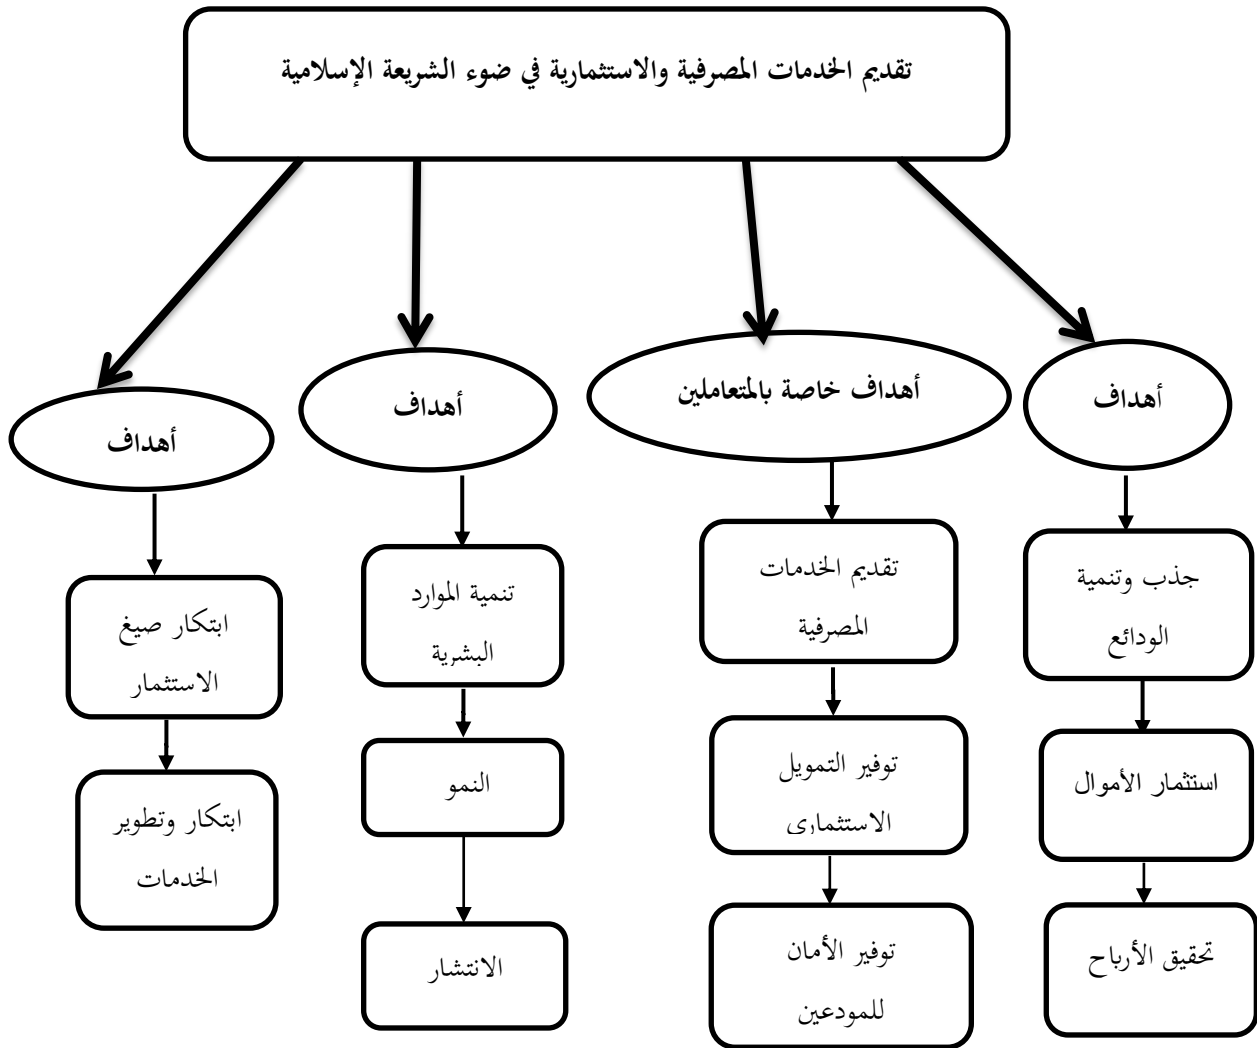 تقديم الخدمات المصرفية والاستثمارية في ضوء الشريعة الإسلامية
أهداف
أهداف خاصة بالمتعاملين
أهداف
أهداف
جذب وتنمية
الودائع
استثمار الأموال
تحقيق الأرباح
تقديم الخدمات
المصرفية
توفير التمويل
الاستثماري
توفير الأمان
للمودعين
تنمية الموارد
البشرية
النمو
الانتشار
ابتكار صيغ
الاستثمار
ابتكار وتطوير
الخدمات